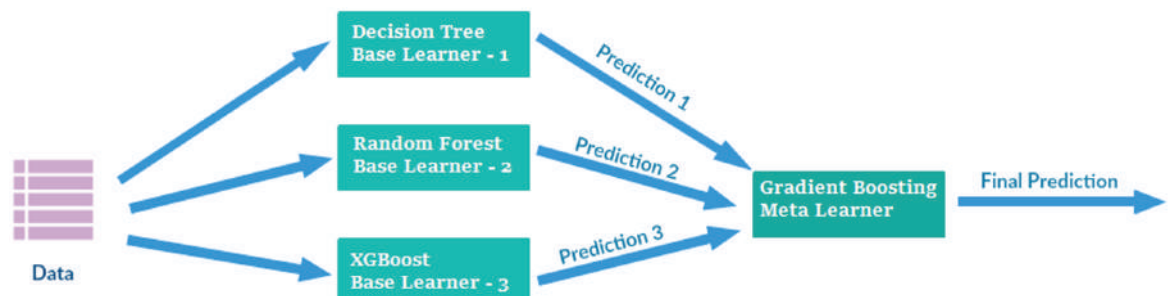 Decision Tree
Base Learner - 1
Prediction 1
Random Forest
Base Learner - 2
Prediction 2
Gradient Boosting
Meta Learner
Final Prediction
XGBoost
Base Learner - 3
Prediction 3
Data